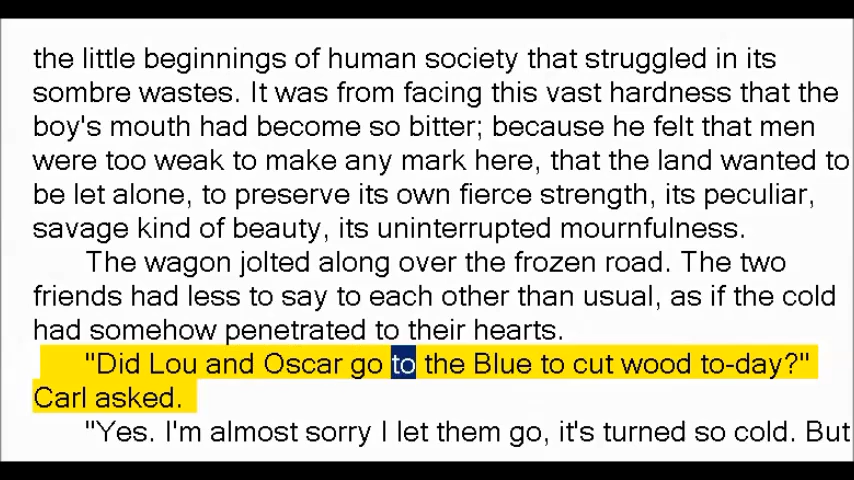 the little beginnings of human society that struggled in its
sombre wastes. It was from facing this vast hardness that the
boy's mouth had become so bitter; because he felt that men
were too weak to make any mark here, that the land wanted to
be let alone, to preserve its own fierce strength, its peculiar,
savage kind of beauty, its uninterrupted mournfulness.
The wagon jolted along over the frozen road. The two
friends had less to say to each other than usual, as if the cold
had somehow penetrated to their hearts.
"Did Lou and Oscar go to the Blue to cut wood to-day?"
Carl asked.
"Yes. I'm almost sorry I let them go, it's turned so cold. But